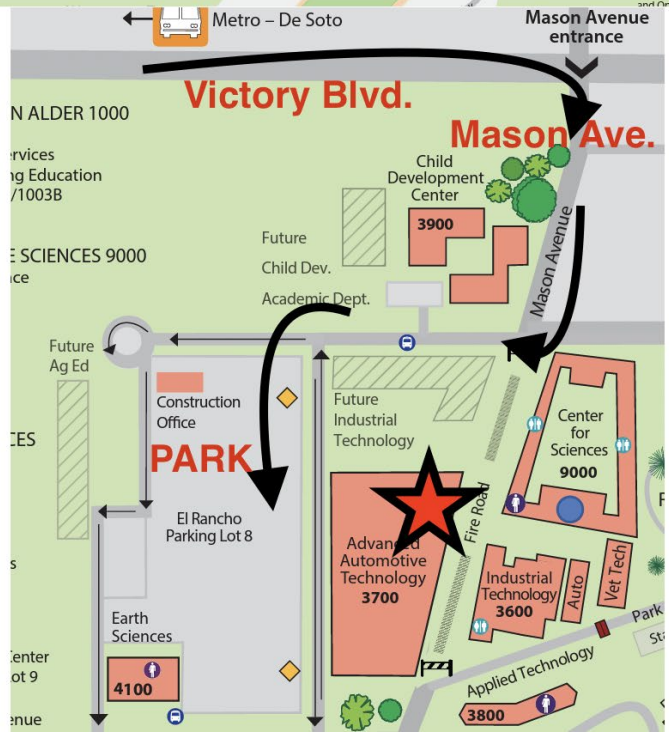 Metro – De Soto
Mason Avenue
entrance
Victory Blvd.
Mason Ave.
N ALDER 1000
ervices
ng Education
/1003B
E SCIENCES 9000
ce
Child
Development
Center
3900
Mason Avenue
Future
Child Dev.
Academic Dept.
Future
Ag Ed
Construction
Office
Future
Industrial
Technology
Center
for
Sciences
9000
CES
PARK
El Rancho
Parking Lot 8
Fire Road
Advanced
Automotive
Technology
3700
Industrial
Technology
3600
Auto
Vet Tech
s
Earth
Sciences
4100
Park
Sta
Center
ot 9
Applied Technology
3800
enue